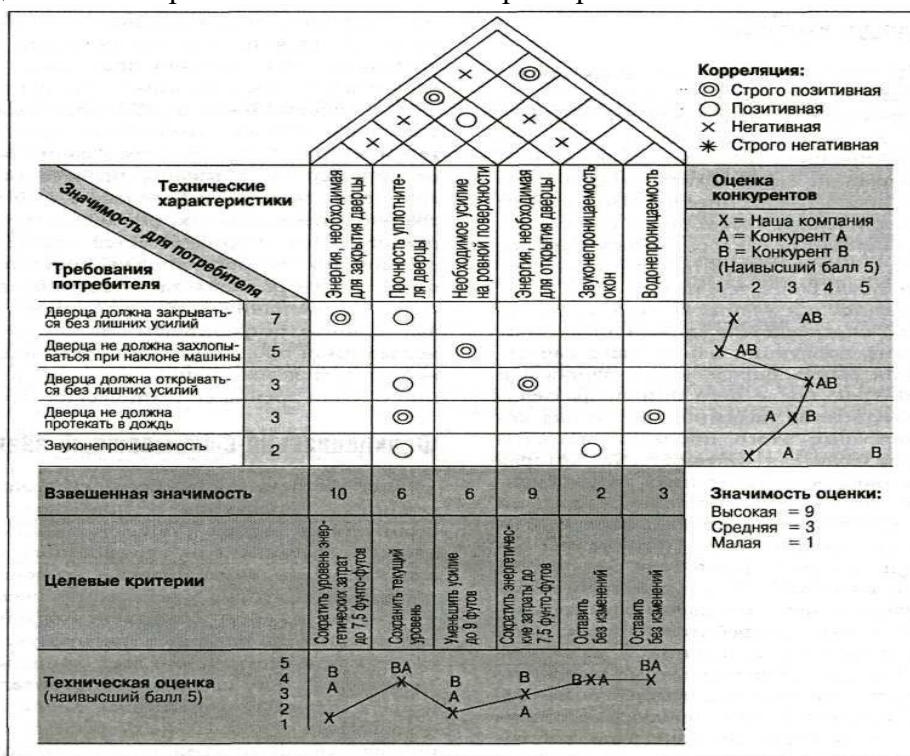 Корреляция:
Строго позитивная
Позитивная
Негативная
Строго негативная
Значимость для потребителя
Технические
характеристики
Требования
потребителя
Энергия, необходимая
для закрытия дверцы
Прочность уплотните-
ля дверцы
Необходимое усилие
на ровной поверхности
Энергия, необходимая
для открытия дверцы
Звуконепроницаемость
окон
Водонепроницаемость
Оценка
конкурентов
X = Наша компания
A = Конкурент A
B = Конкурент B
(Наивысший балл 5)
1 2 3 4 5
Дверца должна закрывать-
ся без лишних усилий
7
X AB
Дверца не должна захлопы-
ваться при наклоне машины
5
X AB
Дверца должна открывать-
ся без лишних усилий
3
X AB
Дверца не должна
протекать в дождь
3
A X B
Звуконепроницаемость
2
X A B
Взвешенная значимость
10 6 6 9 2 3
Значимость оценки:
Высокая = 9
Средняя = 3
Малая = 1
Целевые критерии
Сократить уровень энер-
гетических затрат
до 7,5 фунто-футов
Сохранить текущий
уровень
Уменьшить усилие
до 9 футов
Сократить энергетичес-
кие затраты до
7,5 фунто-футов
Оставить
без изменений
Оставить
без изменений
Техническая оценка
(наивысший балл 5)
5
4
3
2
1
B
A
X
BA
X
B
A
X
B
X
A
B X A
BA
X